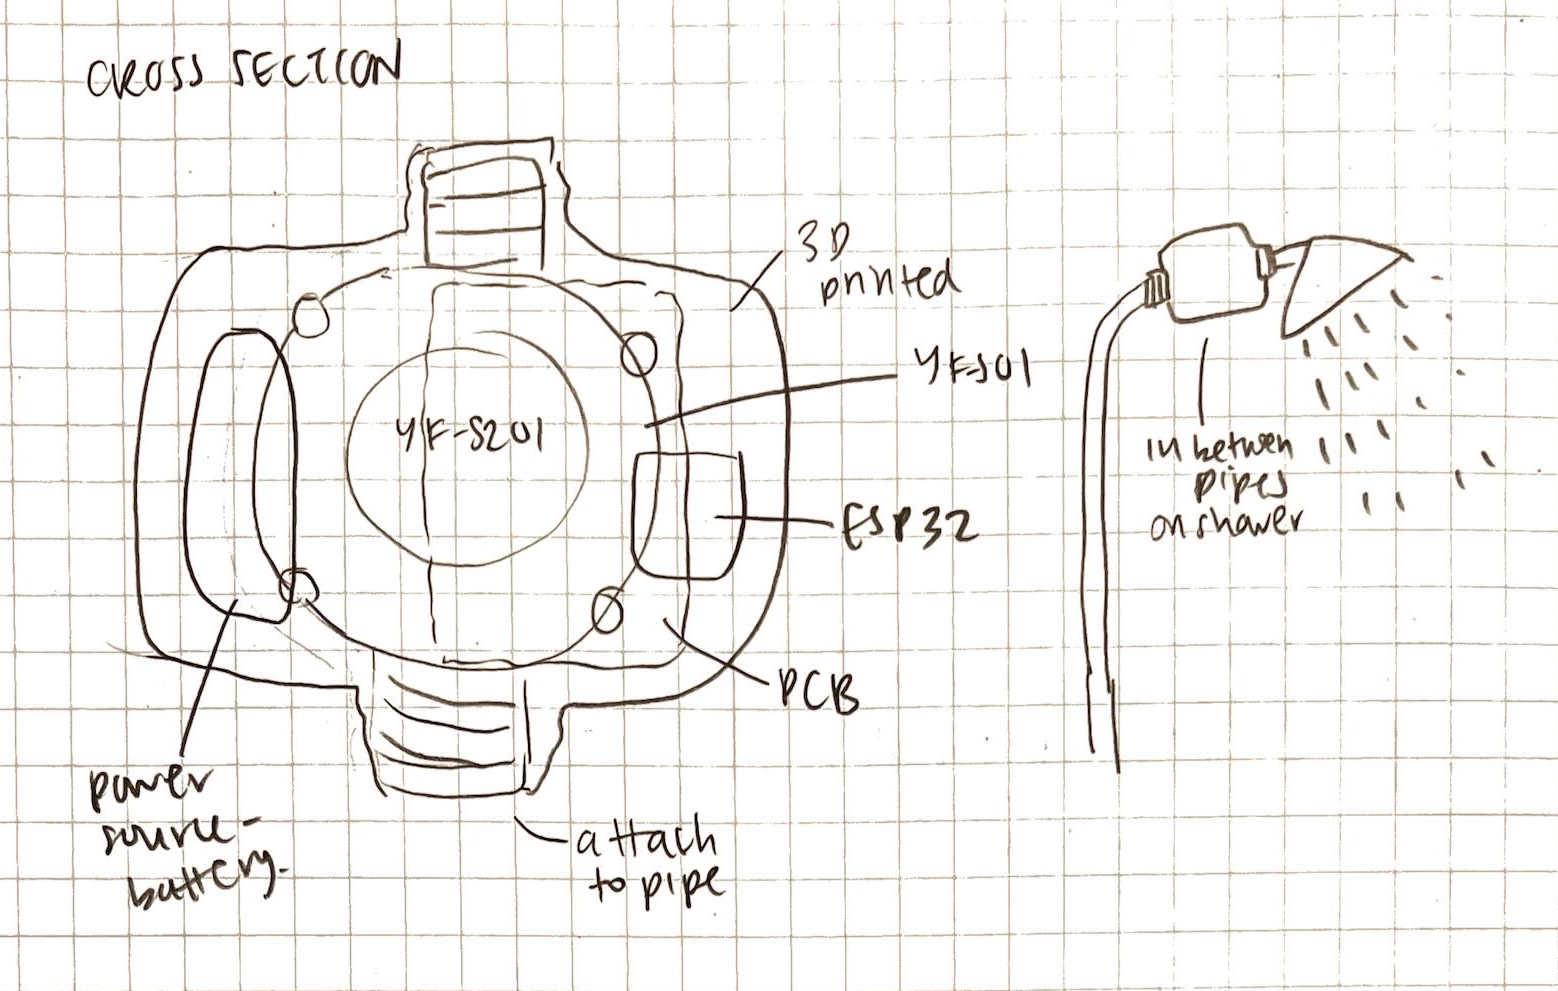 CROSS SECTION
3D
printed
YF-S01
YF-S201
ESP32
PCB
power
source -
battery.
attach
to pipe
in between
pipes
on shower